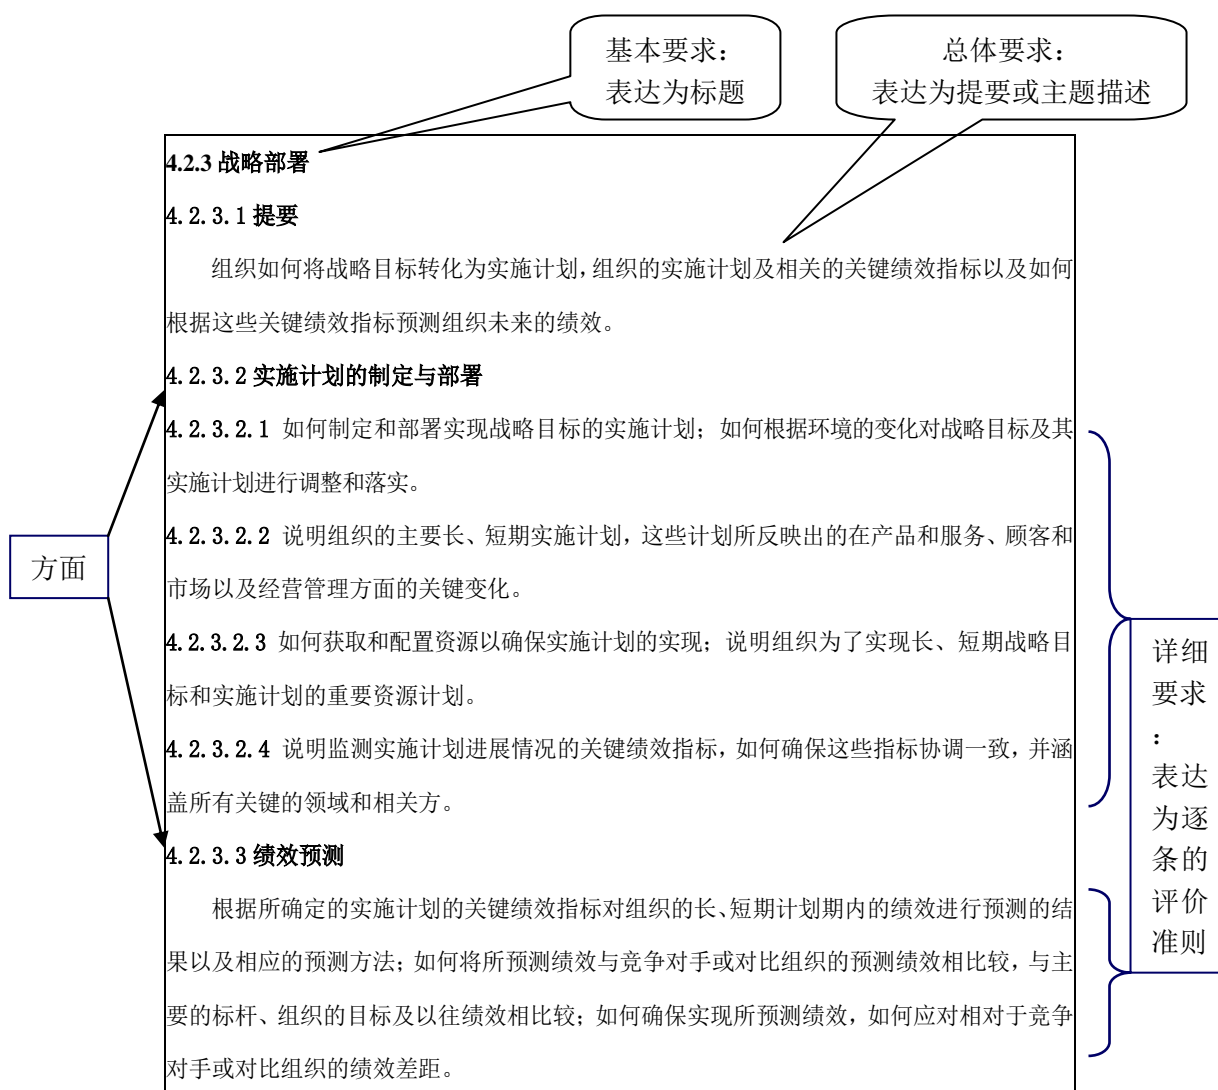 基本要求：
表达为标题
总体要求：
表达为提要或主题描述
4.2.3 战略部署
4.2.3.1 提要
组织如何将战略目标转化为实施计划，组织的实施计划及相关的关键绩效指标以及如何
根据这些关键绩效指标预测组织未来的绩效。
4.2.3.2 实施计划的制定与部署
4.2.3.2.1 如何制定和部署实现战略目标的实施计划；如何根据环境的变化对战略目标及其
实施计划进行调整和落实。
4.2.3.2.2 说明组织的主要长、短期实施计划，这些计划所反映出的在产品和服务、顾客和
市场以及经营管理方面的关键变化。
4.2.3.2.3 如何获取和配置资源以确保实施计划的实现；说明组织为了实现长、短期战略目
标和实施计划的重要资源计划。
4.2.3.2.4 说明监测实施计划进展情况的关键绩效指标，如何确保这些指标协调一致，并涵
盖所有关键的领域和相关方。
4.2.3.3 绩效预测
根据所确定的实施计划的关键绩效指标对组织的长、短期计划期内的绩效进行预测的结
果以及相应的预测方法；如何将所预测绩效与竞争对手或对比组织的预测绩效相比较，与主
要的标杆、组织的目标及以往绩效相比较；如何确保实现所预测绩效，如何应对相对于竞争
对手或对比组织的绩效差距。
方面
详细
要求
：
表达
为逐
条的
评价
准则